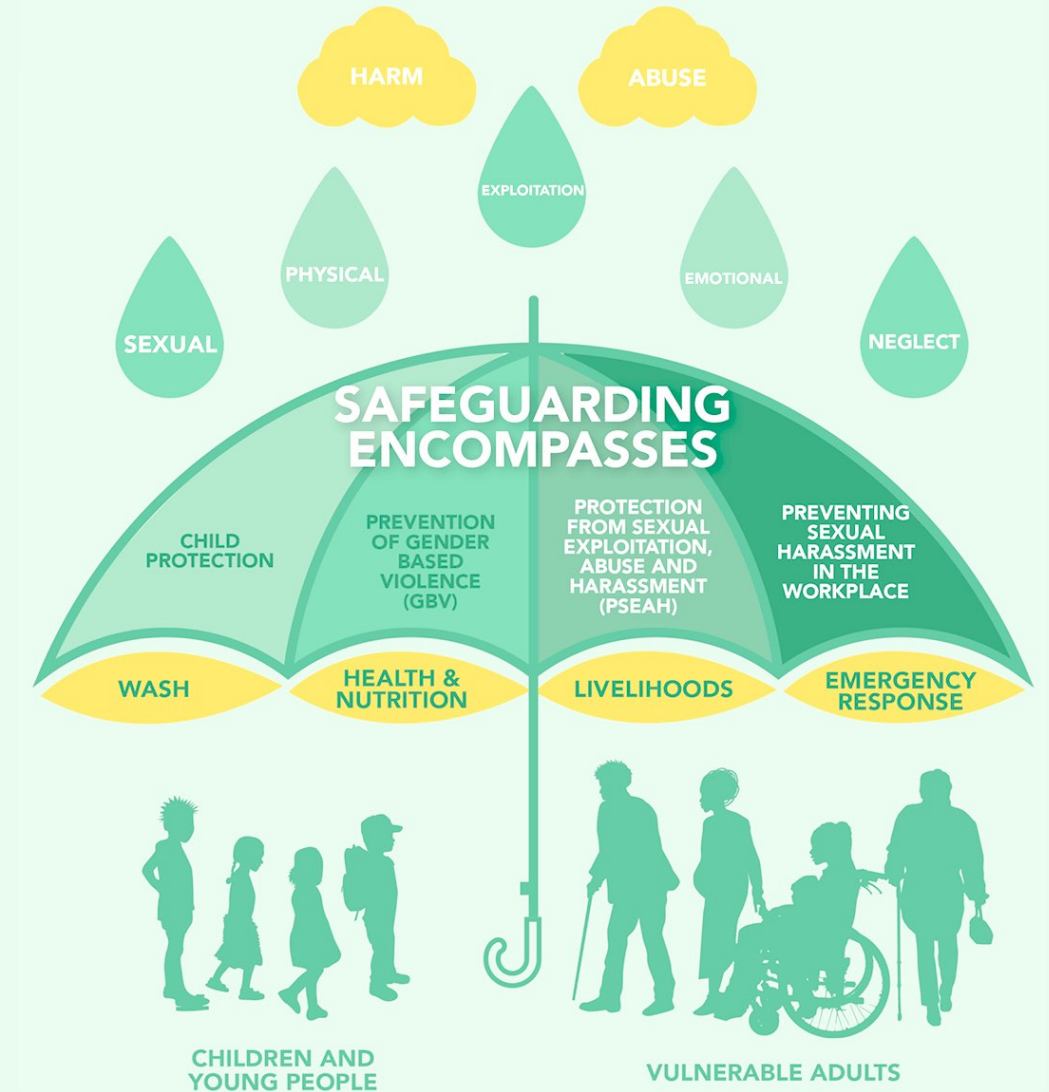 HARM
ABUSE
EXPLOITATION
PHYSICAL
EMOTIONAL
SEXUAL
NEGLECT
SAFEGUARDING
ENCOMPASSES
CHILD
PROTECTION
PREVENTION
OF GENDER
BASED
VIOLENCE
(GBV)
PROTECTION
FROM SEXUAL
EXPLOITATION,
ABUSE AND
HARASSMENT
(PSEAH)
PREVENTING
SEXUAL
HARASSMENT
IN THE
WORKPLACE
WASH
HEALTH &
NUTRITION
LIVELIHOODS
EMERGENCY
RESPONSE
CHILDREN AND
YOUNG PEOPLE
VULNERABLE ADULTS